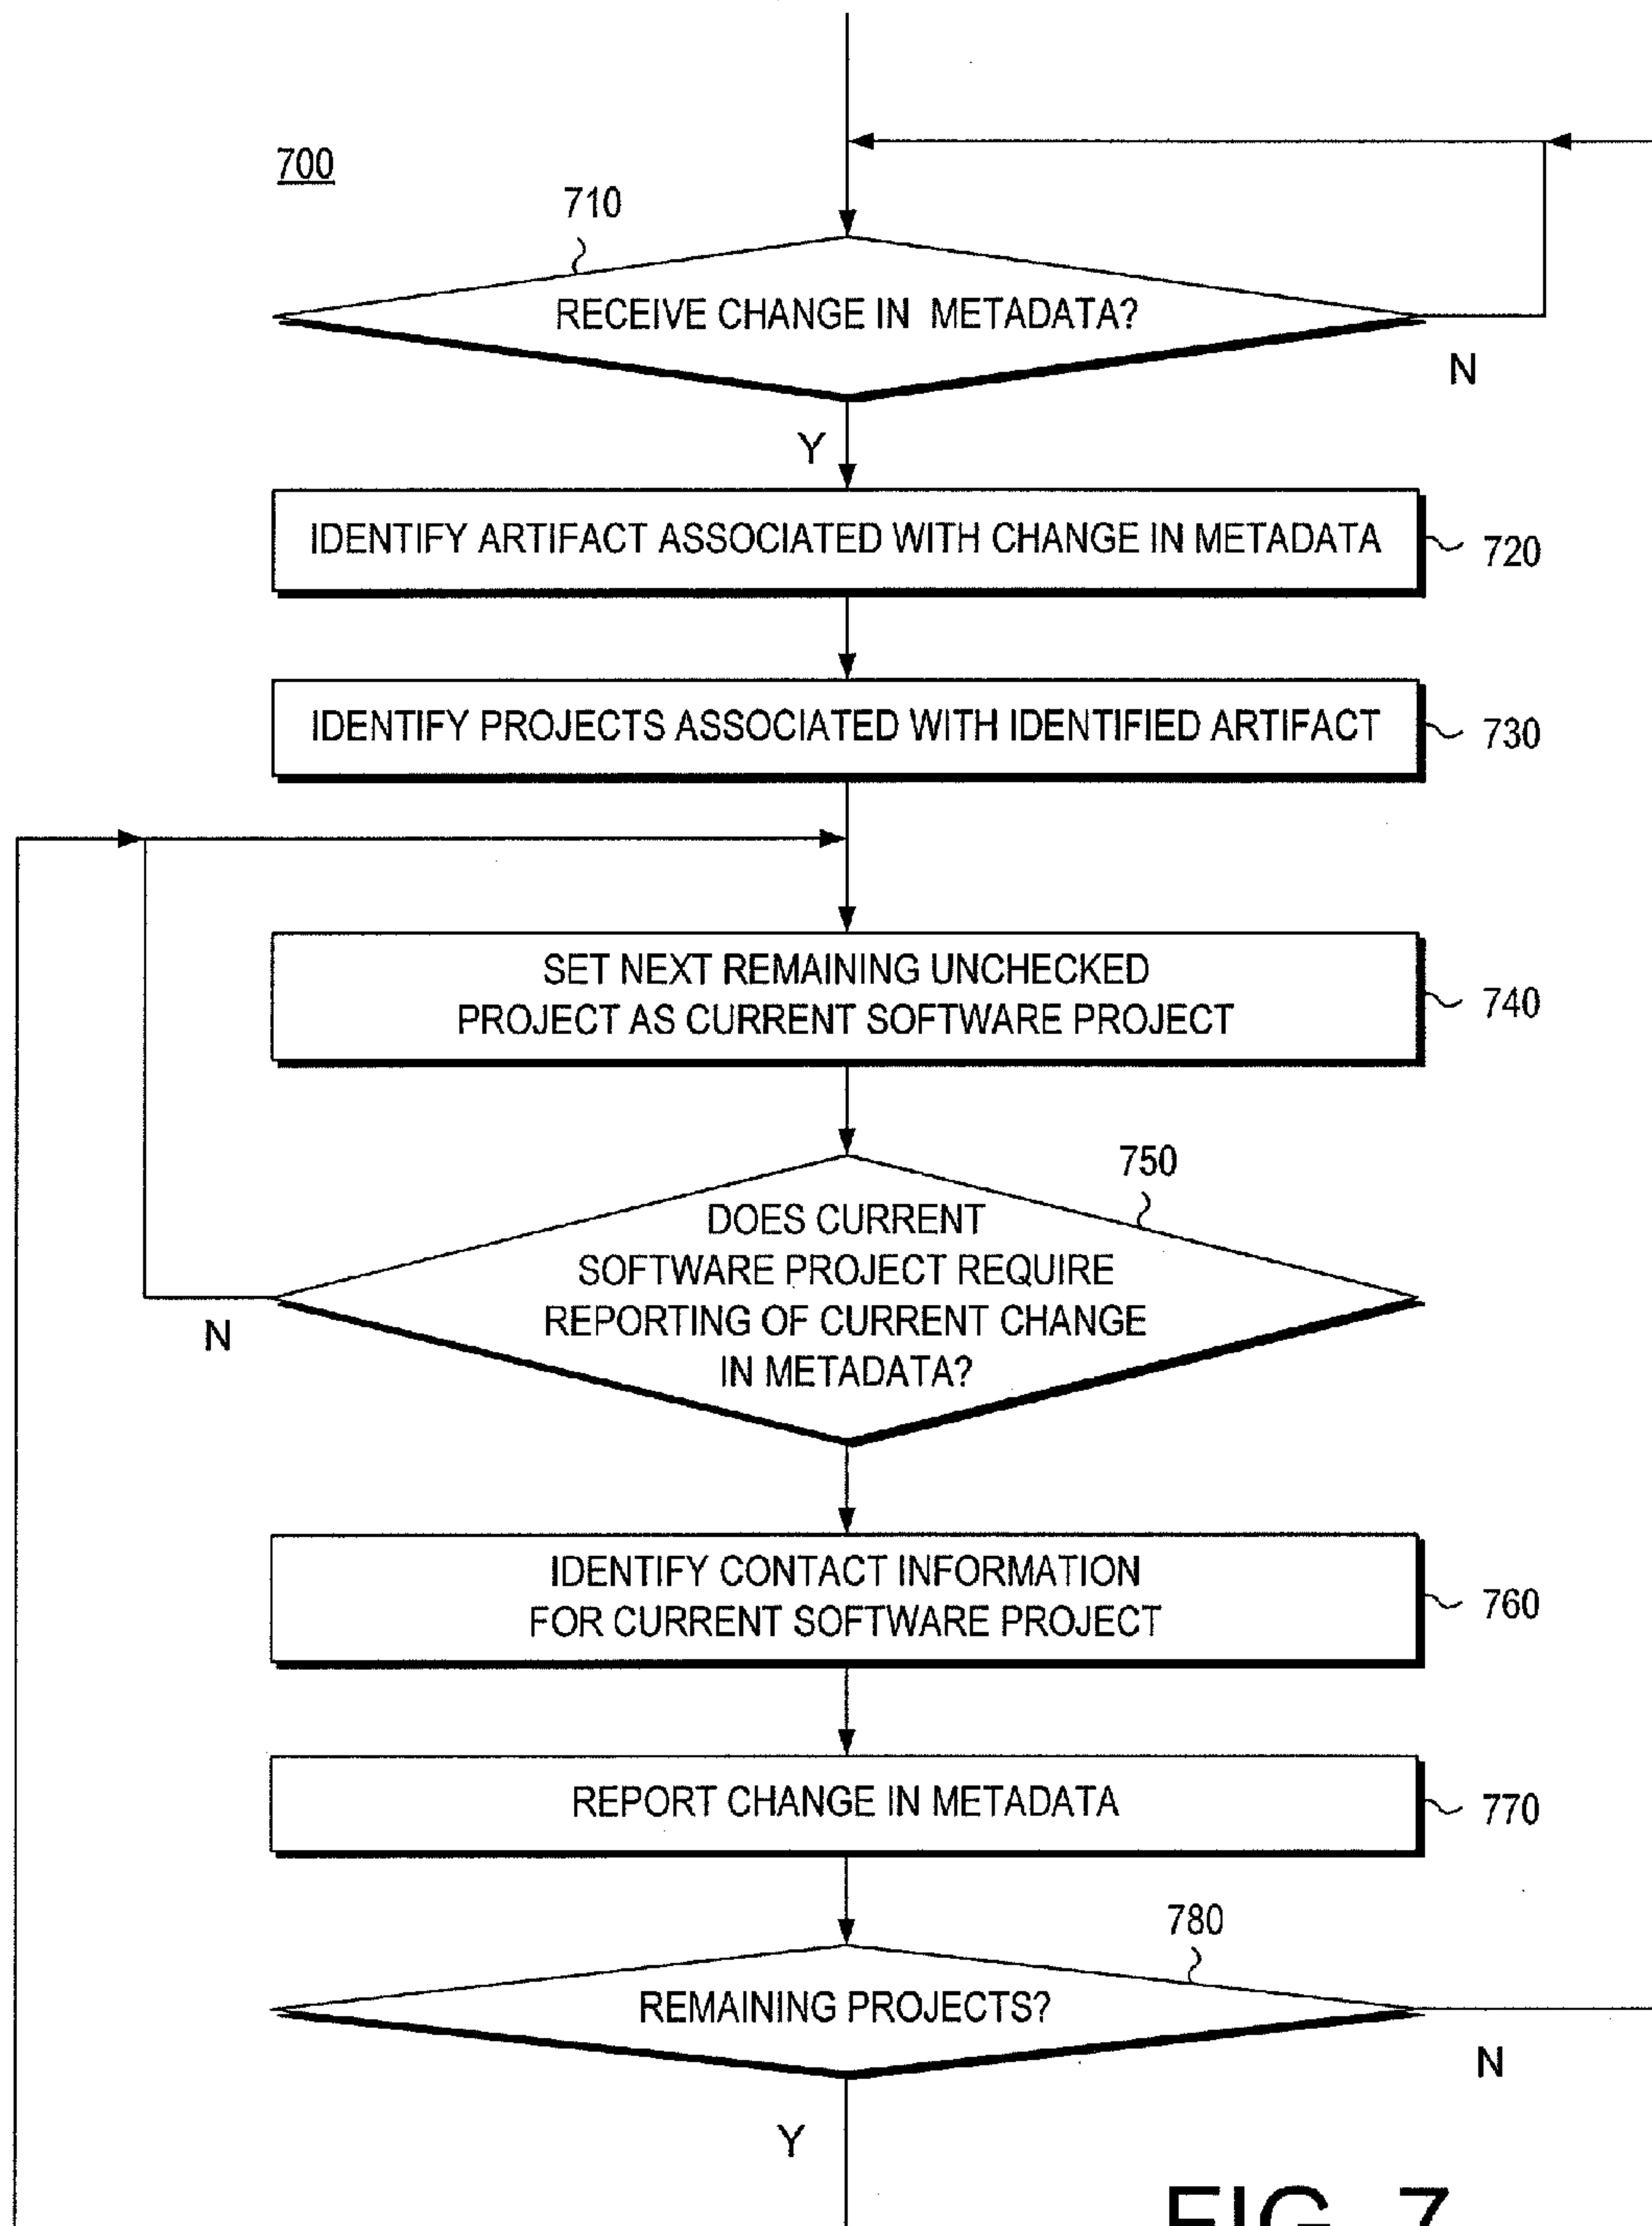 700
710
RECEIVE CHANGE IN METADATA?
N
Y
IDENTIFY ARTIFACT ASSOCIATED WITH CHANGE IN METADATA
720
IDENTIFY PROJECTS ASSOCIATED WITH IDENTIFIED ARTIFACT
730
SET NEXT REMAINING UNCHECKED
PROJECT AS CURRENT SOFTWARE PROJECT
740
750
DOES CURRENT
SOFTWARE PROJECT REQUIRE
REPORTING OF CURRENT CHANGE
IN METADATA?
N
IDENTIFY CONTACT INFORMATION
FOR CURRENT SOFTWARE PROJECT
760
REPORT CHANGE IN METADATA
770
780
REMAINING PROJECTS?
N
Y
FIG. 7